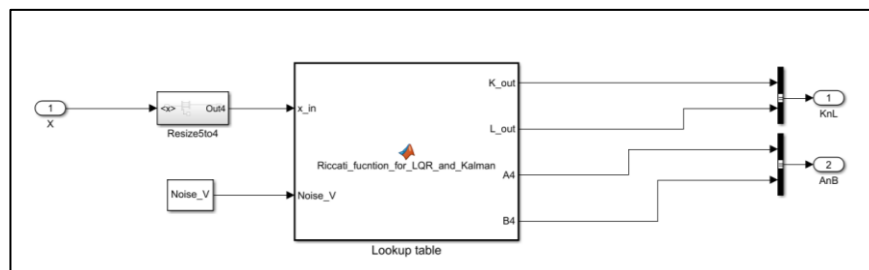 1
X
<x>
Out4
Resize5to4
Noise_V
x_in
Noise_V
Riccati_fucntion_for_LQR_and_Kalman
K_out
L_out
A4
B4
Lookup table
1
KnL
2
AnB